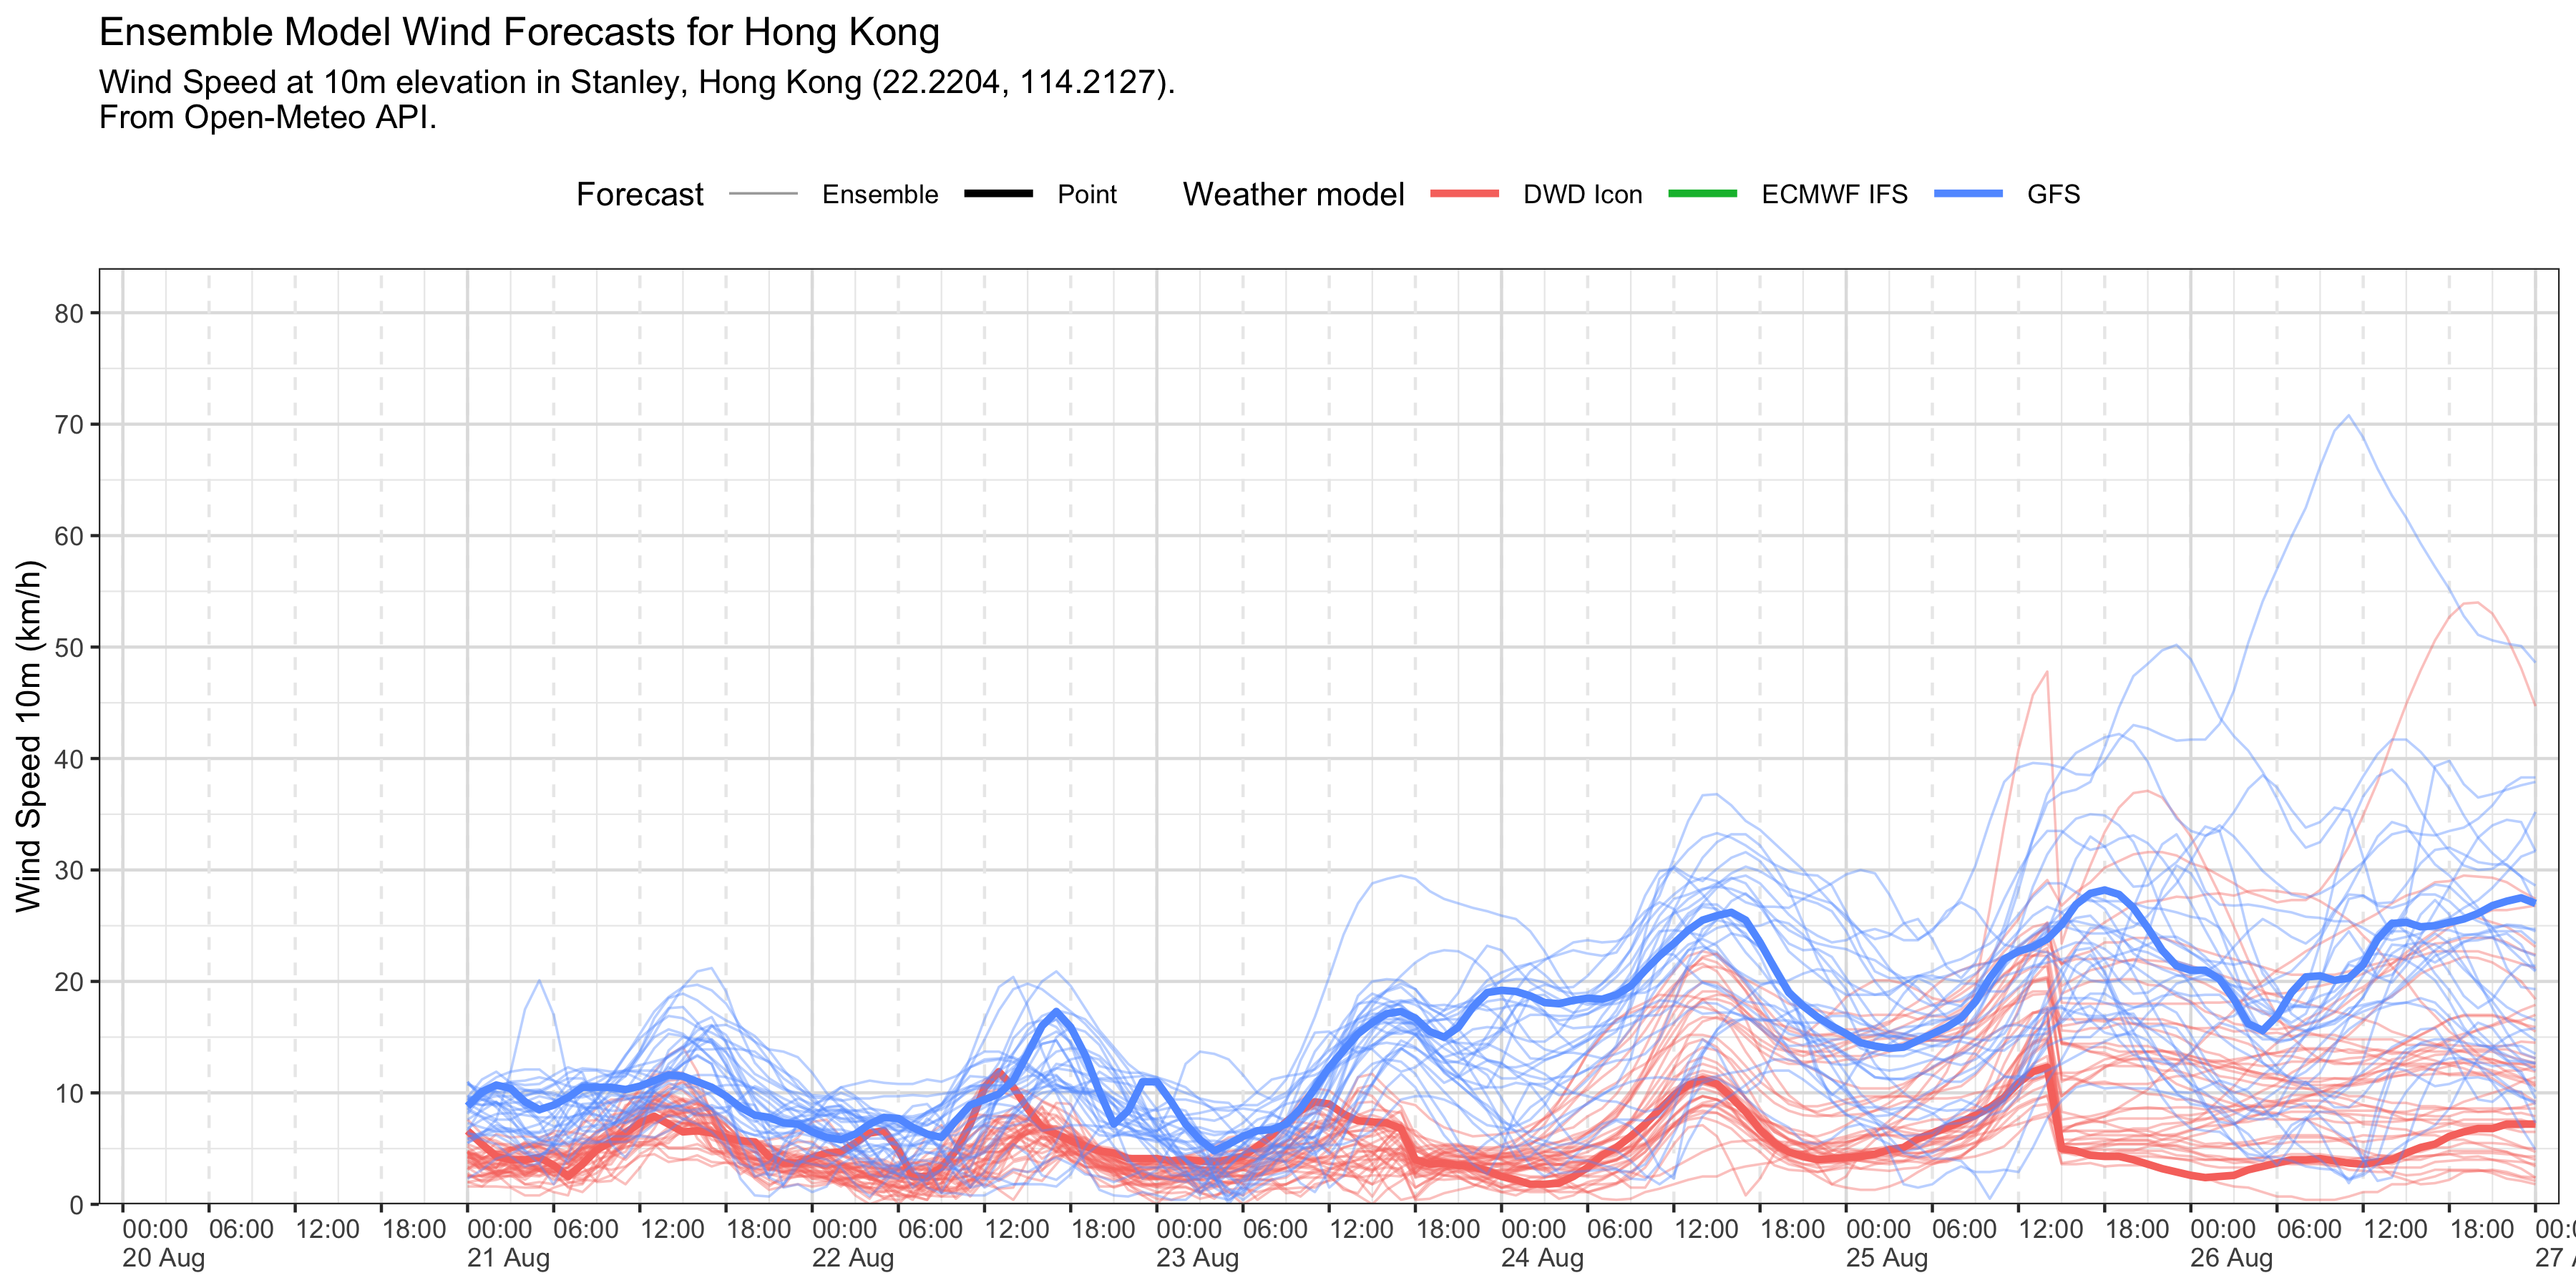 Ensemble Model Wind Forecasts for Hong Kong
Wind Speed at 10m elevation in Stanley, Hong Kong (22.2204, 114.2127).
From Open-Meteo API.
Forecast Ensemble Point Weather model DWD Icon ECMWF IFS GFS
Wind Speed 10m (km/h)
80
70
60
50
40
30
20
10
0
00:00 06:00 12:00 18:00 00:00 06:00 12:00 18:00 00:00 06:00 12:00 18:00 00:00 06:00 12:00 18:00 00:00 06:00 12:00 18:00 00:00 06:00 12:00 18:00 00:00 06:00 12:00 18:00
20 Aug 21 Aug 22 Aug 23 Aug 24 Aug 25 Aug 26 Aug 27